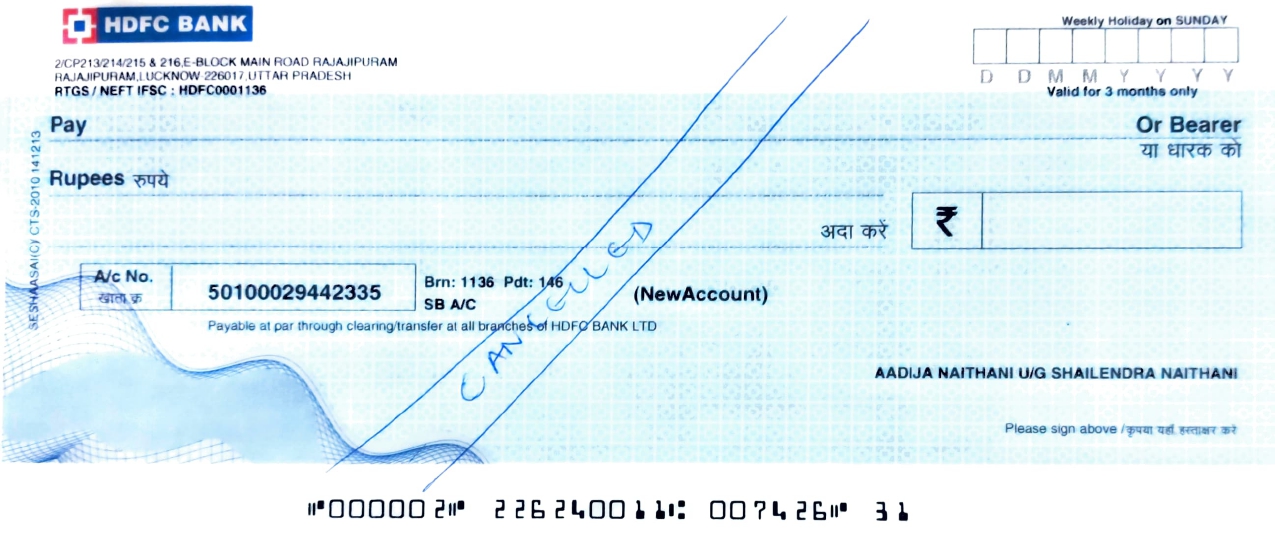 HDFC BANK
Weekly Holiday on SUNDAY
2/CP213/214/215 & 216,E-BLOCK MAIN ROAD RAJAJIPURAM
RAJAJIPURAM,LUCKNOW 226017,UTTAR PRADESH
RTGS / NEFT IFSC : HDFC0001136
D D M M Y Y Y Y
Valid for 3 months only
Pay
Or Bearer
या धारक को
Rupees रुपये
अदा करें
₹
SESHAASAI(C) CTS-2010 141213
A/c No.
खाता क्र
50100029442335
Brn: 1136 Pdt: 146
SB A/C
(NewAccount)
Payable at par through clearing/transfer at all branches of HDFC BANK LTD
CANCELLED
AADIJA NAITHANI U/G SHAILENDRA NAITHANI
Please sign above / कृपया यहाँ हस्ताक्षर करे
⑈000002⑈ 226240011⑆ 007426⑈ 31